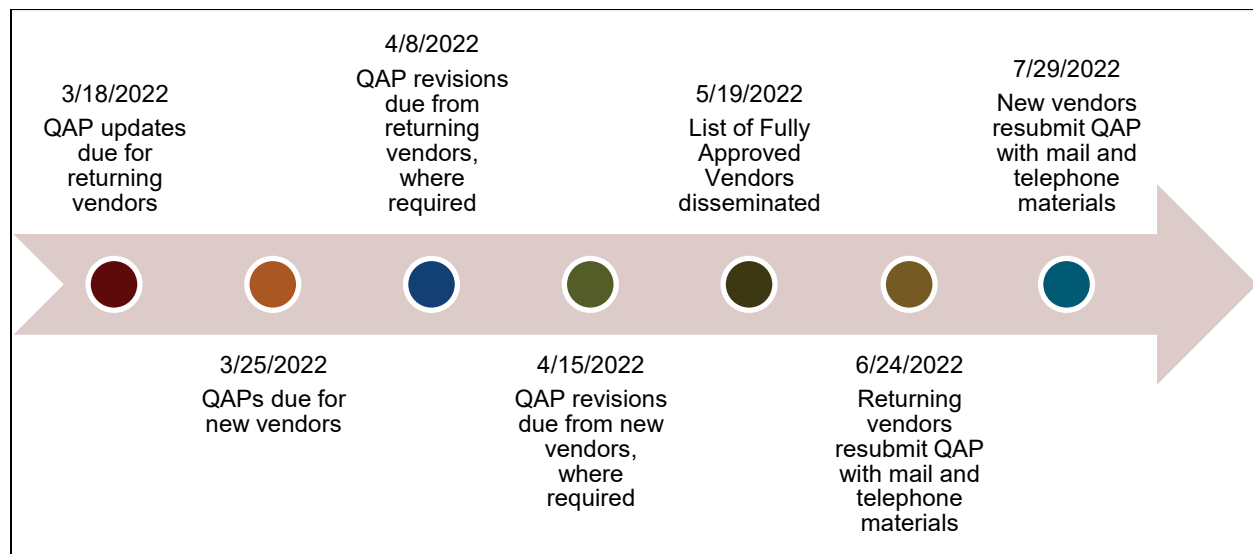 3/18/2022
QAP updates
due for
returning
vendors
3/25/2022
QAPs due for
new vendors
4/8/2022
QAP revisions
due from
returning
vendors,
where
required
4/15/2022
QAP revisions
due from new
vendors,
where
required
5/19/2022
List of Fully
Approved
Vendors
disseminated
6/24/2022
Returning
vendors
resubmit QAP
with mail and
telephone
materials
7/29/2022
New vendors
resubmit QAP
with mail and
telephone
materials